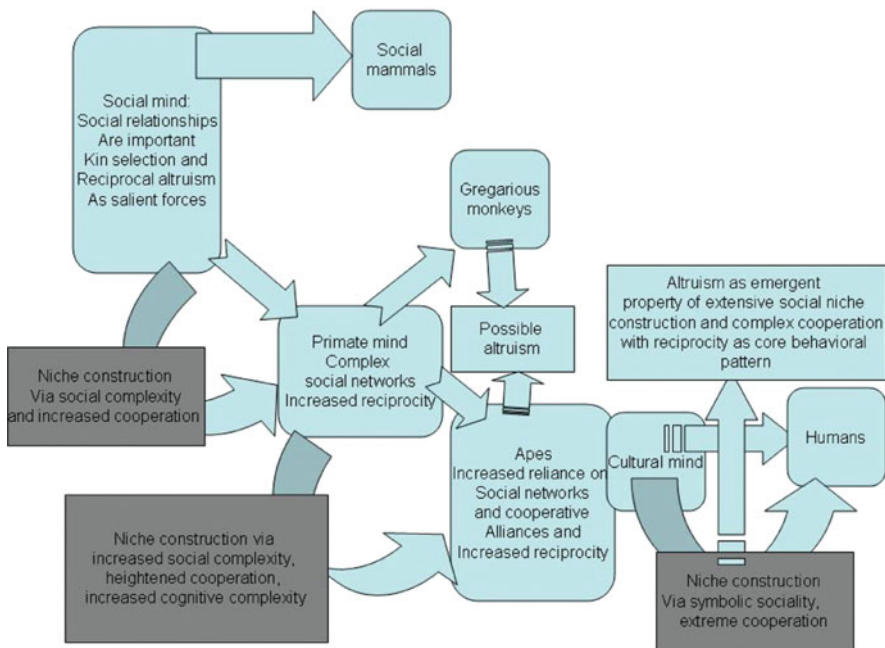 Social
mammals
Social mind:
Social relationships
Are important
Kin selection and
Reciprocal altruism
As salient forces
Gregarious
monkeys
Altruism as emergent
property of extensive social niche
construction and complex cooperation
with reciprocity as core behavioral
pattern
Possible
altruism
Primate mind
Complex
social networks
Increased reciprocity
Niche construction
Via social complexity
and increased cooperation
Apes
Increased reliance on
Social networks
and cooperative
Alliances and
Increased reciprocity
Cultural mind
Humans
Niche construction via
increased social complexity,
heightened cooperation,
increased cognitive complexity
Niche construction
Via symbolic sociality,
extreme cooperation